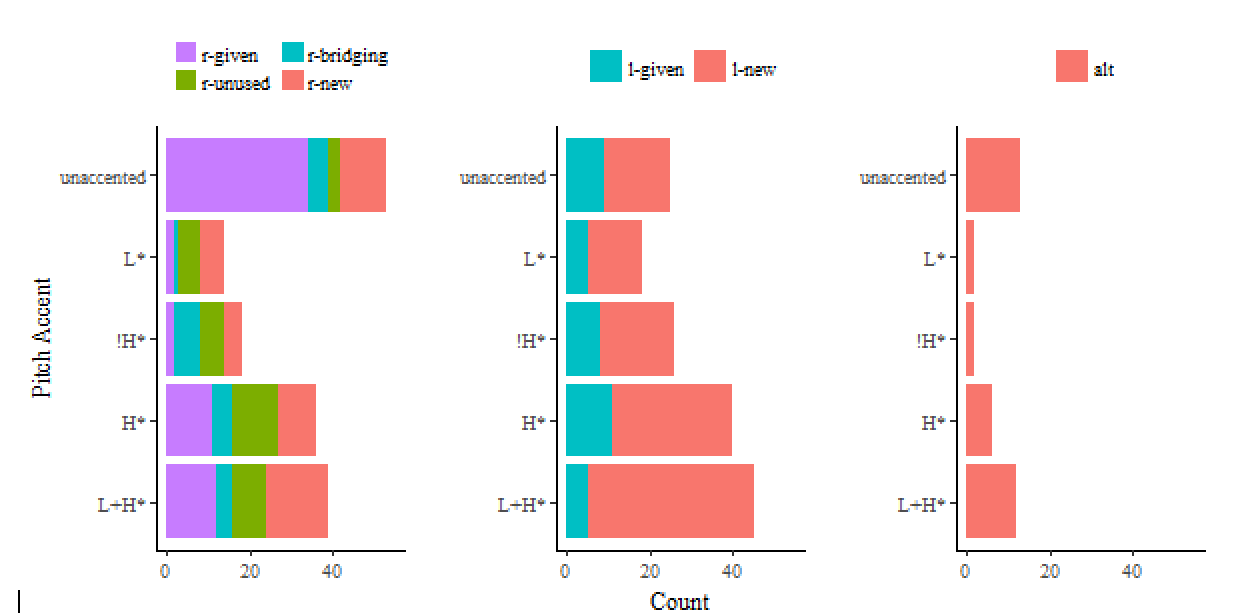 r-given r-bridging
r-unused r-new
l-given l-new
alt
Pitch Accent
unaccented
L*
!H*
H*
L+H*
0 20 40
unaccented
L*
!H*
H*
L+H*
0 20 40
unaccented
L*
!H*
H*
L+H*
0 20 40
Count